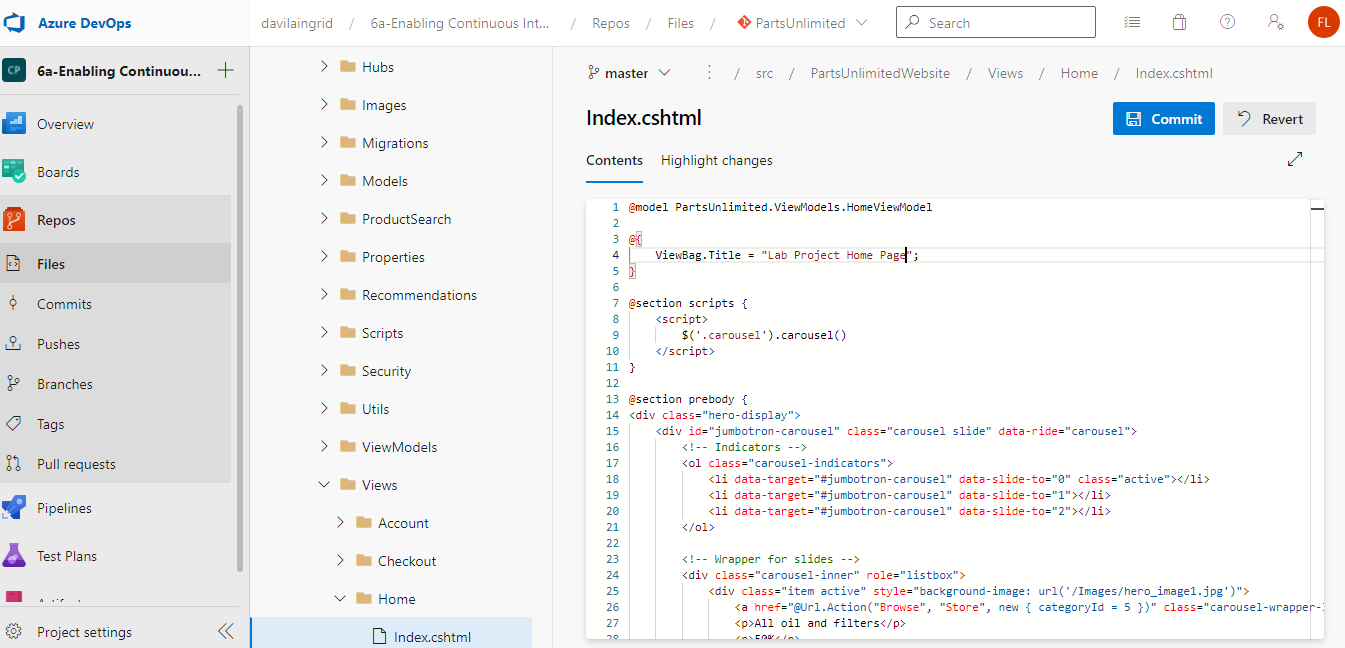 Azure DevOps
davilaingrid / 6a-Enabling Continuous Int... / Repos / Files / PartsUnlimited
Search
FL
CP
6a-Enabling Continuou...
Overview
Boards
Repos
Files
Commits
Pushes
Branches
Tags
Pull requests
Pipelines
Test Plans
Project settings
Hubs
Images
Migrations
Models
ProductSearch
Properties
Recommendations
Scripts
Security
Utils
ViewModels
Views
Account
Checkout
Home
Index.cshtml
master / src / PartsUnlimitedWebsite / Views / Home / Index.cshtml
Index.cshtml
Commit
Revert
Contents
Highlight changes
1 @model PartsUnlimited.ViewModels.HomeViewModel
2
3 @{
4 ViewBag.Title = "Lab Project Home Page";
5 }
6
7 @section scripts {
8 <script>
9 $('.carousel').carousel()
10 </script>
11 }
12
13 @section prebody {
14 <div class="hero-display">
15 <div id="jumbotron-carousel" class="carousel slide" data-ride="carousel">
16 <!-- Indicators -->
17 <ol class="carousel-indicators">
18 <li data-target="#jumbotron-carousel" data-slide-to="0" class="active"></li>
19 <li data-target="#jumbotron-carousel" data-slide-to="1"></li>
20 <li data-target="#jumbotron-carousel" data-slide-to="2"></li>
21 </ol>
22
23 <!-- Wrapper for slides -->
24 <div class="carousel-inner" role="listbox">
25 <div class="item active" style="background-image: url('/Images/hero_image1.jpg')">
26 <a href="@Url.Action("Browse", "Store", new { categoryId = 5 })" class="carousel-wrapper-
27 <p>All oil and filters</p>
28 <p>50%</p>